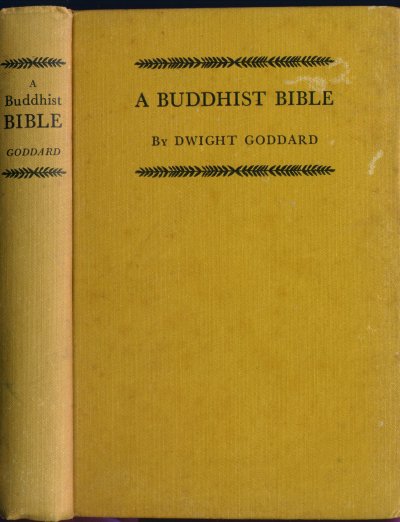 A
Buddhist
BIBLE
GODDARD
A BUDDHIST BIBLE
By DWIGHT GODDARD